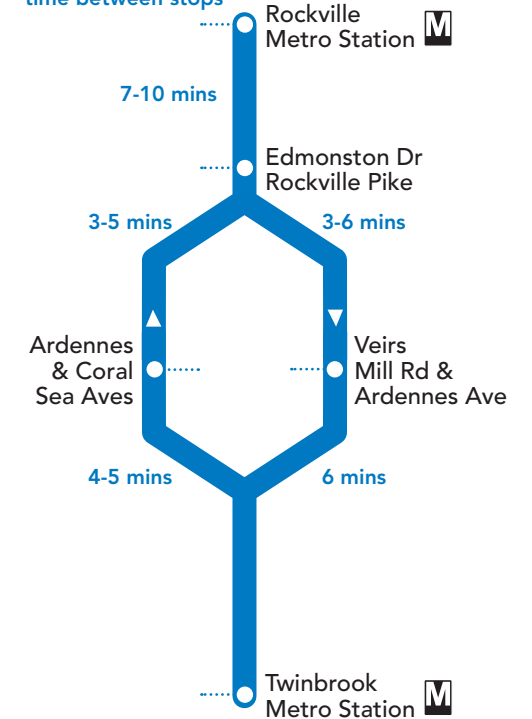 time between stops
Rockville
Metro Station M
7-10 mins
Edmonston Dr
Rockville Pike
3-5 mins
3-6 mins
Ardennes
& Coral
Sea Aves
Veirs
Mill Rd &
Ardennes Ave
4-5 mins
6 mins
Twinbrook
Metro Station M